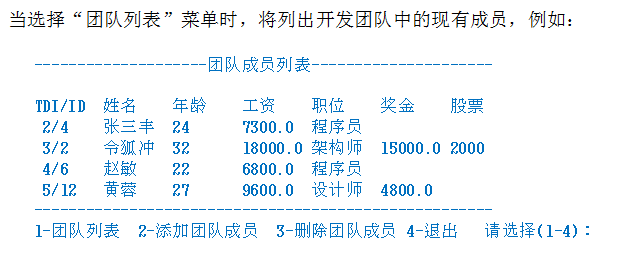 当选择“团队列表”菜单时，将列出开发团队中的现有成员，例如：
--------------------团队成员列表---------------------
TDI/ID 姓名 年龄 工资 职位 奖金 股票
2/4 张三丰 24 7300.0 程序员
3/2 令狐冲 32 18000.0 架构师 15000.0 2000
4/6 赵敏 22 6800.0 程序员
5/12 黄蓉 27 9600.0 设计师 4800.0
-----------------------------------------------------
1-团队列表 2-添加团队成员 3-删除团队成员 4-退出 请选择(1-4)：